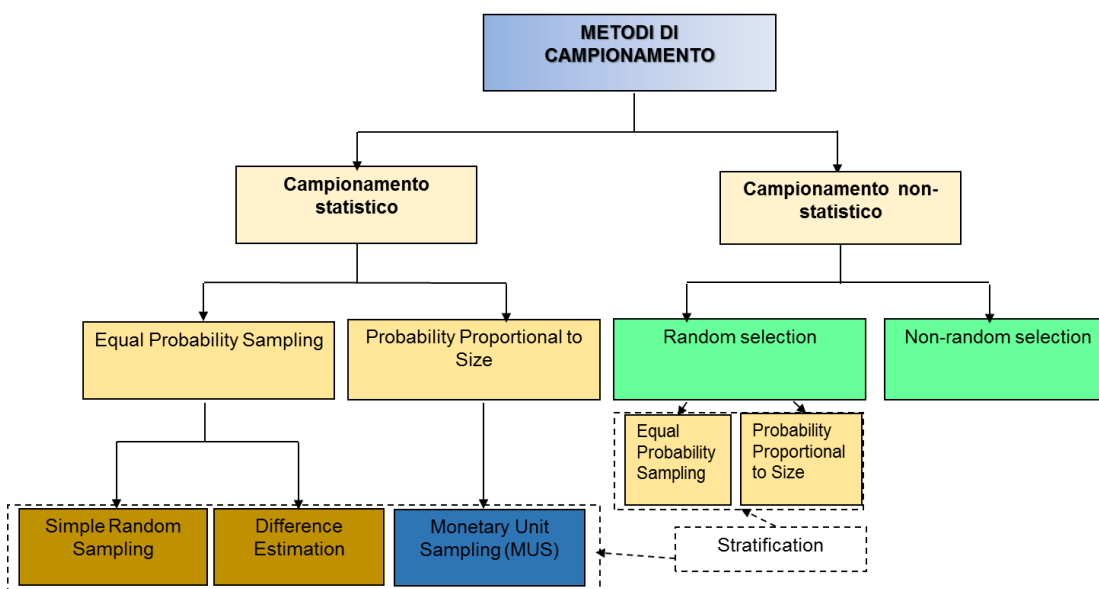 METODI DI
CAMPIONAMENTO
Campionamento
statistico
Campionamento non-
statistico
Equal Probability Sampling
Probability Proportional to
Size
Random selection
Non-random selection
Equal
Probability
Sampling
Probability
Proportional
to Size
Simple Random
Sampling
Difference
Estimation
Monetary Unit
Sampling (MUS)
Stratification